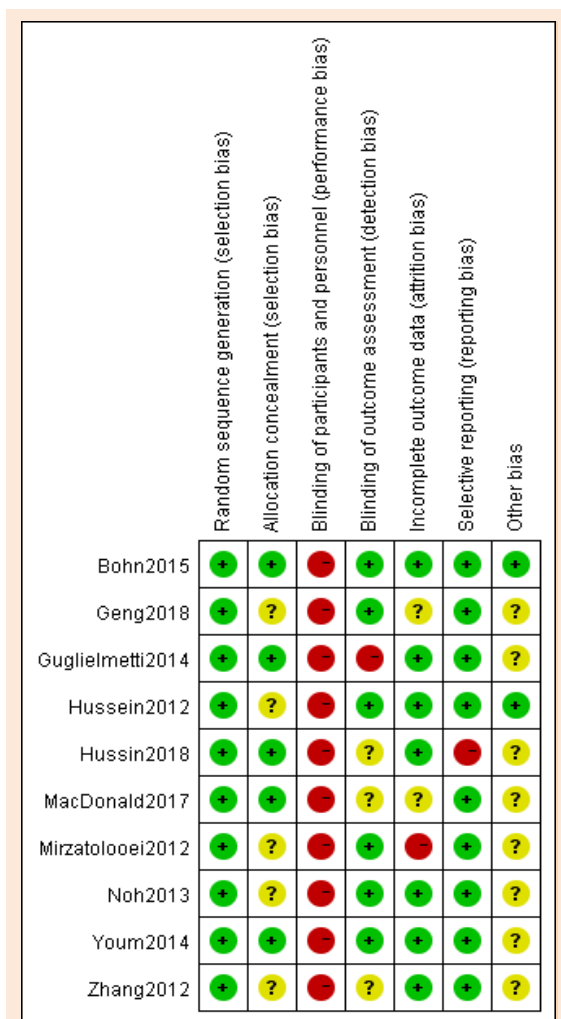 Random sequence generation (selection bias)
Allocation concealment (selection bias)
Blinding of participants and personnel (performance bias)
Blinding of outcome assessment (detection bias)
Incomplete outcome data (attrition bias)
Selective reporting (reporting bias)
Other bias
Bohn2015 + + - + + + +
Geng2018 + ? - + ? + ?
Guglielmetti2014 + + - - + + ?
Hussein2012 + ? - + + + +
Hussin2018 + + - ? + - ?
MacDonald2017 + + - ? ? + ?
Mirzatolooei2012 + ? - + - + ?
Noh2013 + ? - + + + ?
Youm2014 + + - + + + ?
Zhang2012 + ? - ? + + ?